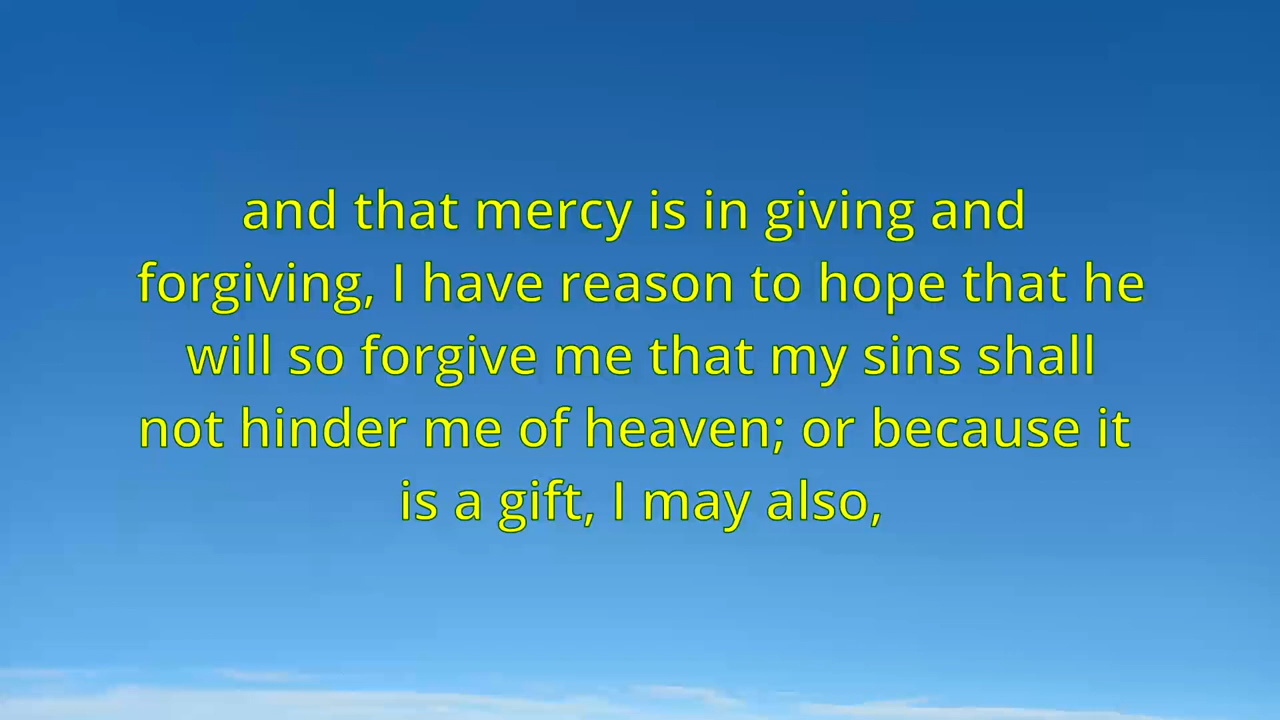 and that mercy is in giving and
forgiving, I have reason to hope that he
will so forgive me that my sins shall
not hinder me of heaven; or because it
is a gift, I may also,